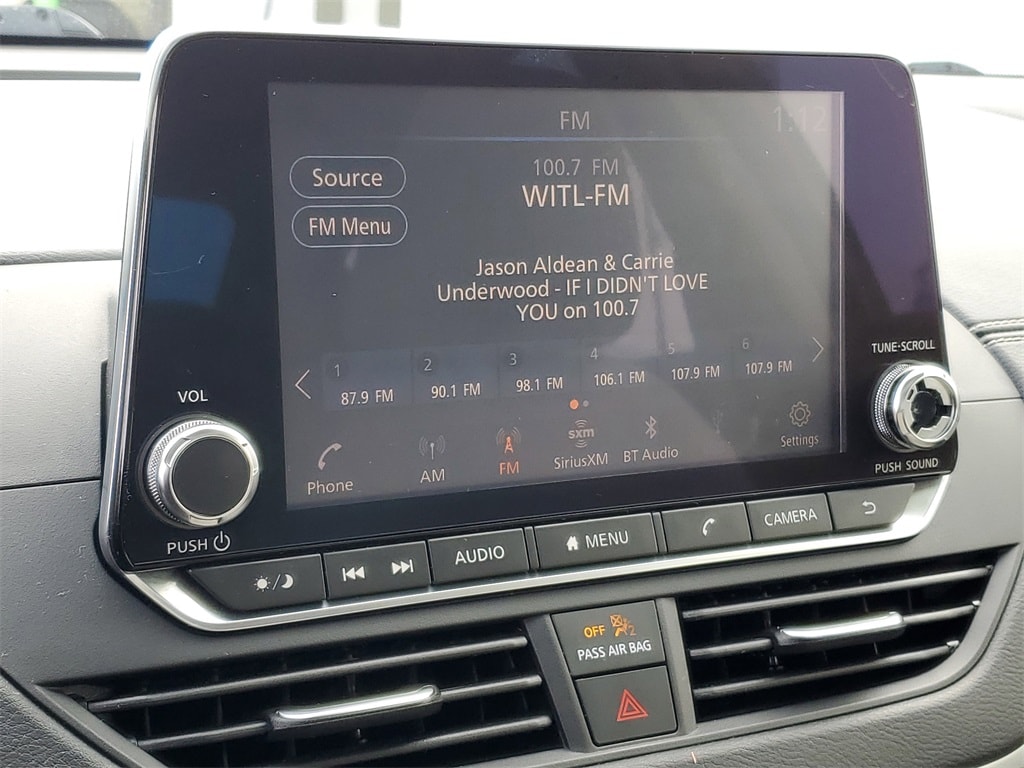 FM
1:12
Source
FM Menu
100.7 FM
WITL-FM
Jason Aldean & Carrie
Underwood - IF I DIDN'T LOVE
YOU on 100.7
1 2 3 4 5 6
87.9 FM 90.1 FM 98.1 FM 106.1 FM 107.9 FM 107.9 FM
Phone AM FM sxm SiriusXM BT Audio Settings
VOL
PUSH
TUNE·SCROLL
PUSH SOUND
AUDIO MENU CAMERA
OFF 2
PASS AIR BAG